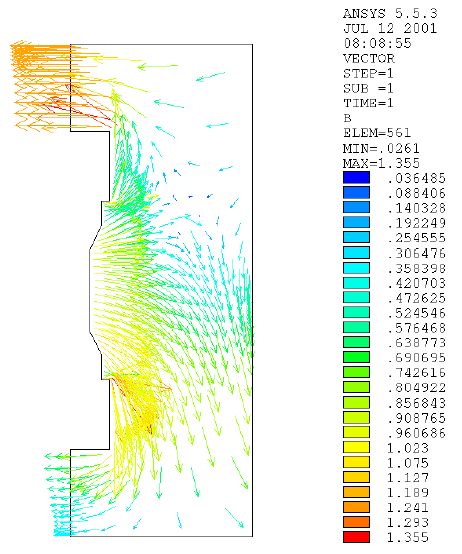 ANSYS 5.5.3
JUL 12 2001
08:08:55
VECTOR
STEP=1
SUB =1
TIME=1
B
ELEM=561
MIN=.0261
MAX=1.355
.036485
.088406
.140328
.192249
.254555
.306476
.358398
.420703
.472625
.524546
.576468
.638773
.690695
.742616
.804922
.856843
.908765
.960686
1.023
1.075
1.127
1.189
1.241
1.293
1.355